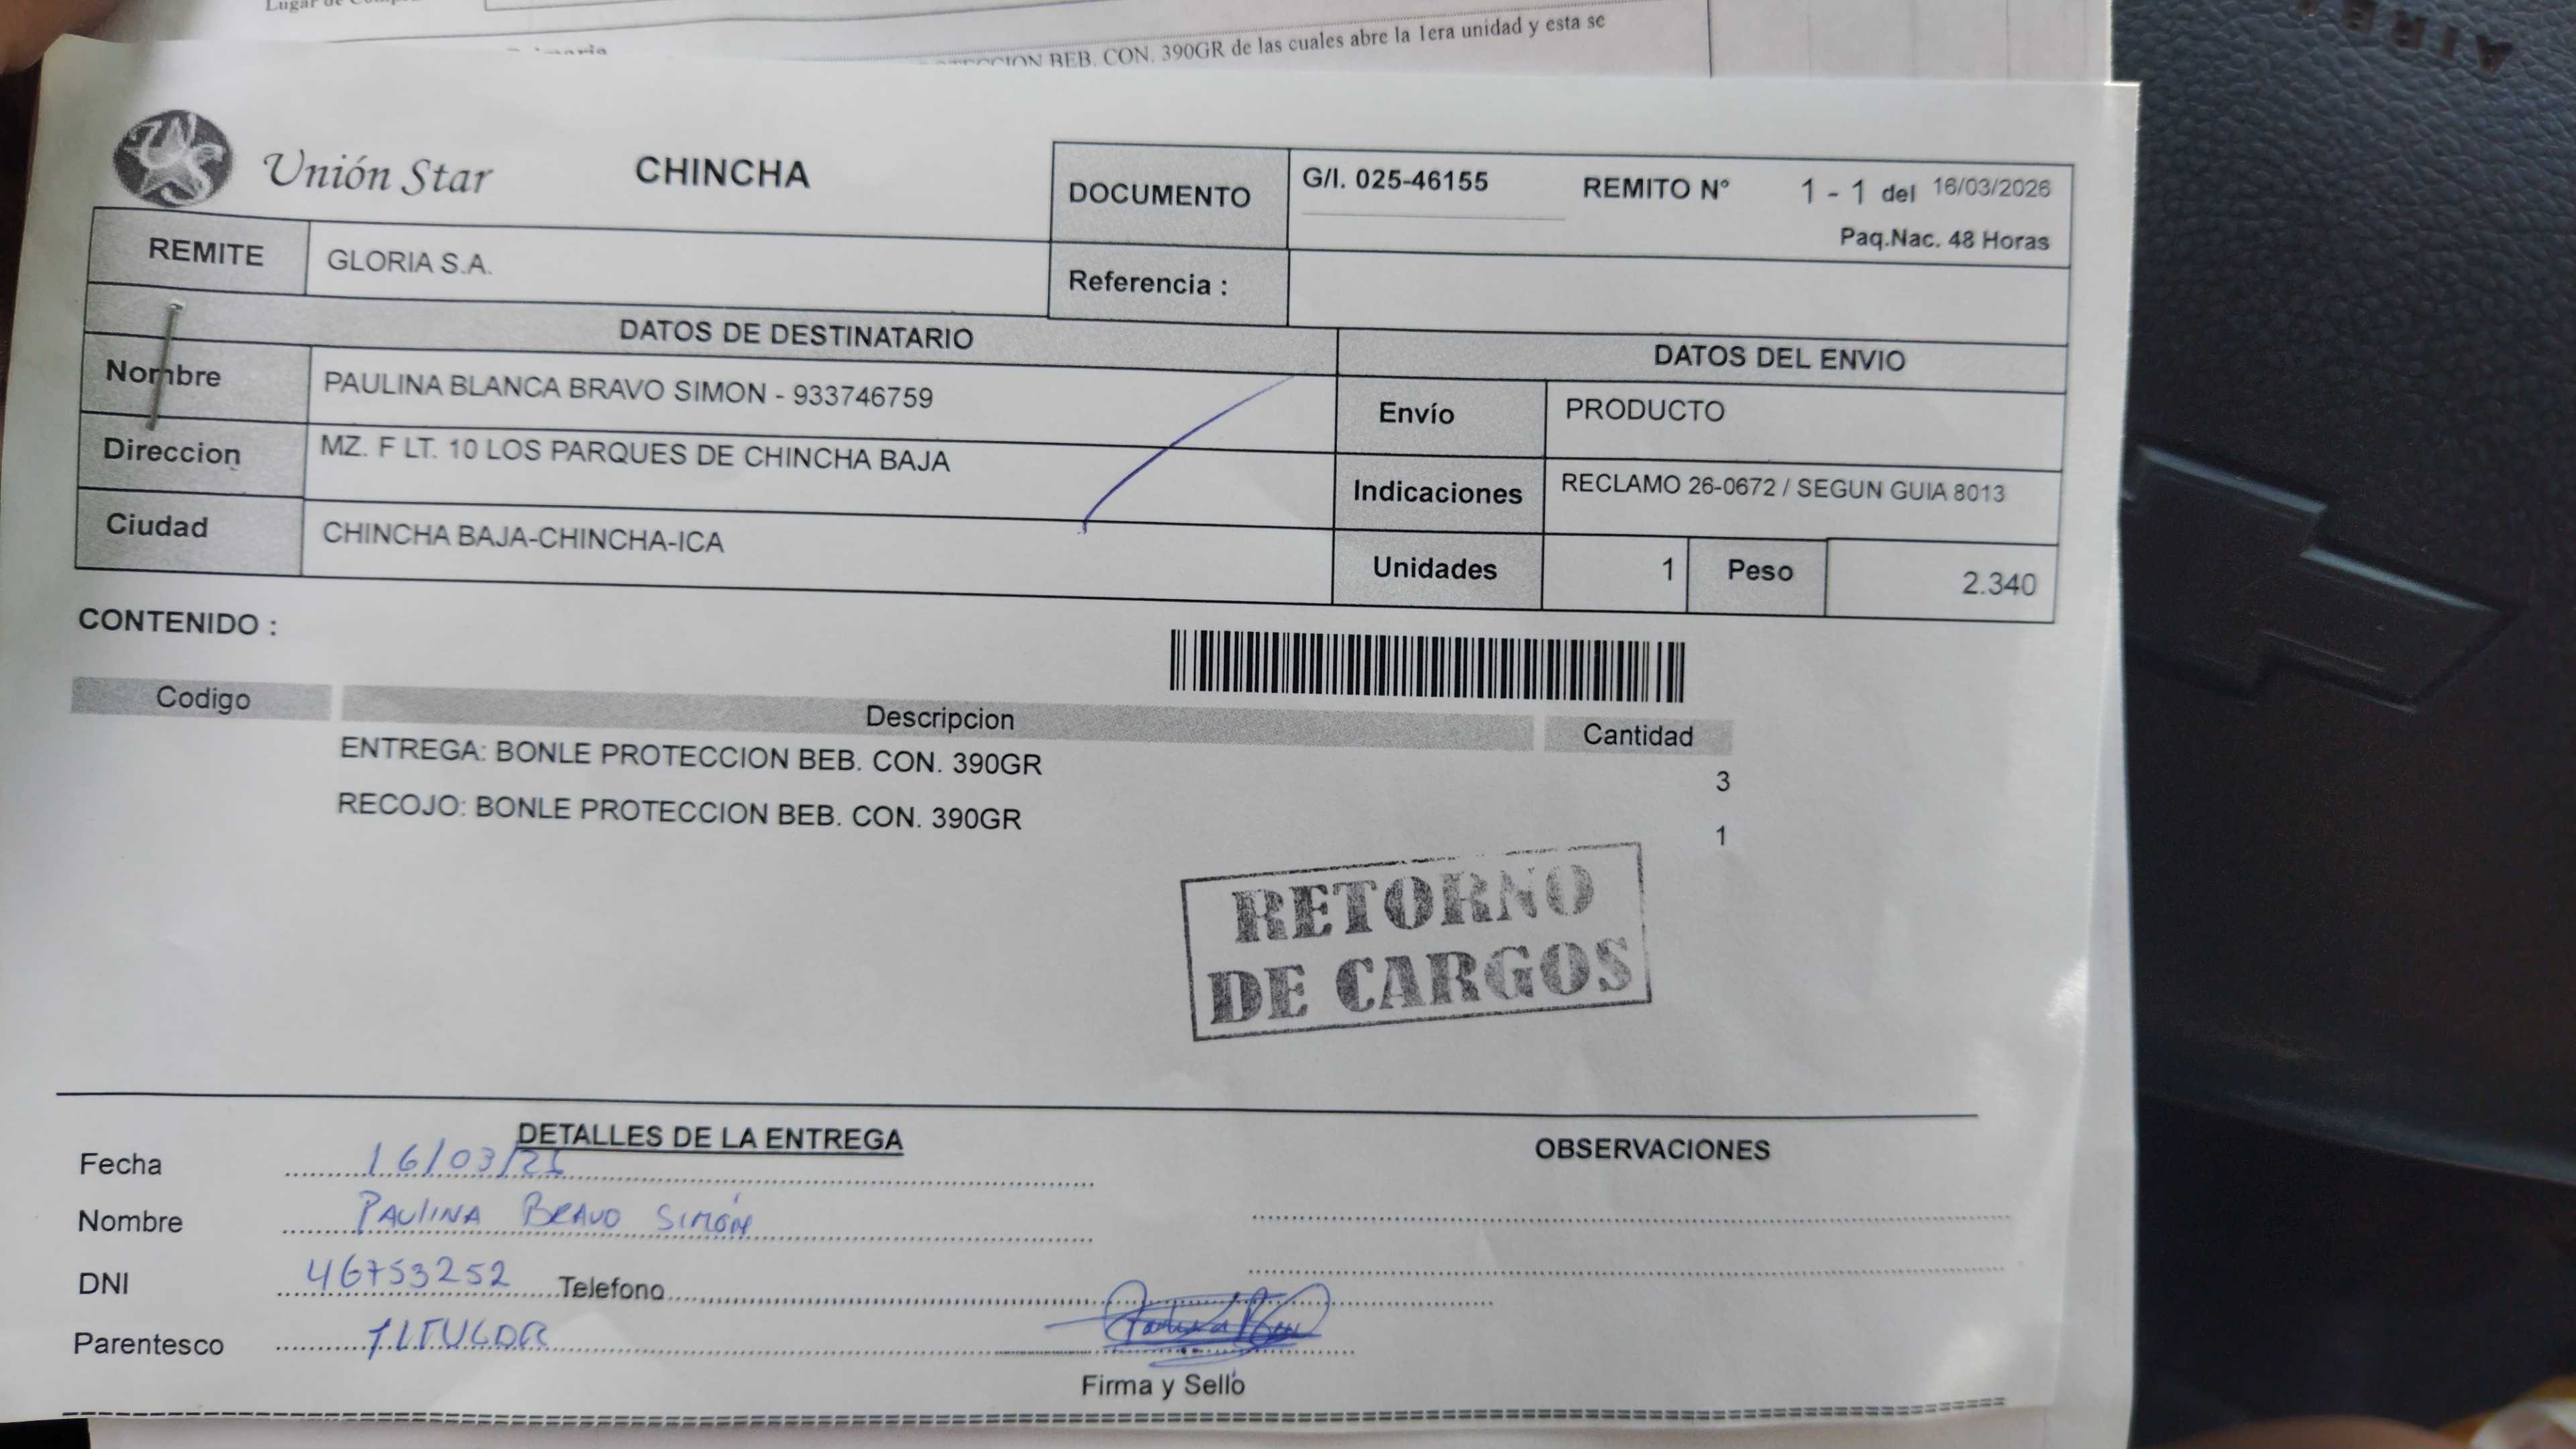 Lugar de
CCION BEB. CON. 390GR de las cuales abre la 1era unidad y esta se
Unión Star
CHINCHA
DOCUMENTO
G/I. 025-46155
REMITO N°
1 - 1 del 16/03/2026
Paq.Nac. 48 Horas
REMITE
GLORIA S.A.
Referencia :
DATOS DE DESTINATARIO
DATOS DEL ENVIO
Nombre
PAULINA BLANCA BRAVO SIMON - 933746759
Envío
PRODUCTO
Direccion
MZ. F LT. 10 LOS PARQUES DE CHINCHA BAJA
Indicaciones
RECLAMO 26-0672 / SEGUN GUIA 8013
Ciudad
CHINCHA BAJA-CHINCHA-ICA
Unidades
1
Peso
2.340
CONTENIDO :
Codigo
Descripcion
Cantidad
ENTREGA: BONLE PROTECCION BEB. CON. 390GR
3
RECOJO: BONLE PROTECCION BEB. CON. 390GR
1
RETORNO
DE CARGOS
DETALLES DE LA ENTREGA
OBSERVACIONES
Fecha 16/03/26
Nombre PAULINA BRAVO SIMÓN
DNI 46753252 Telefono
Parentesco TITULAR
Firma y Sello